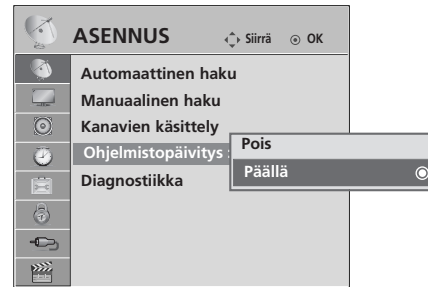 ASENNUS
Siirrä
OK
Automaattinen haku
Manuaalinen haku
Kanavien käsittely
Ohjelmistopäivitys :
Pois
Päällä
Diagnostiikka